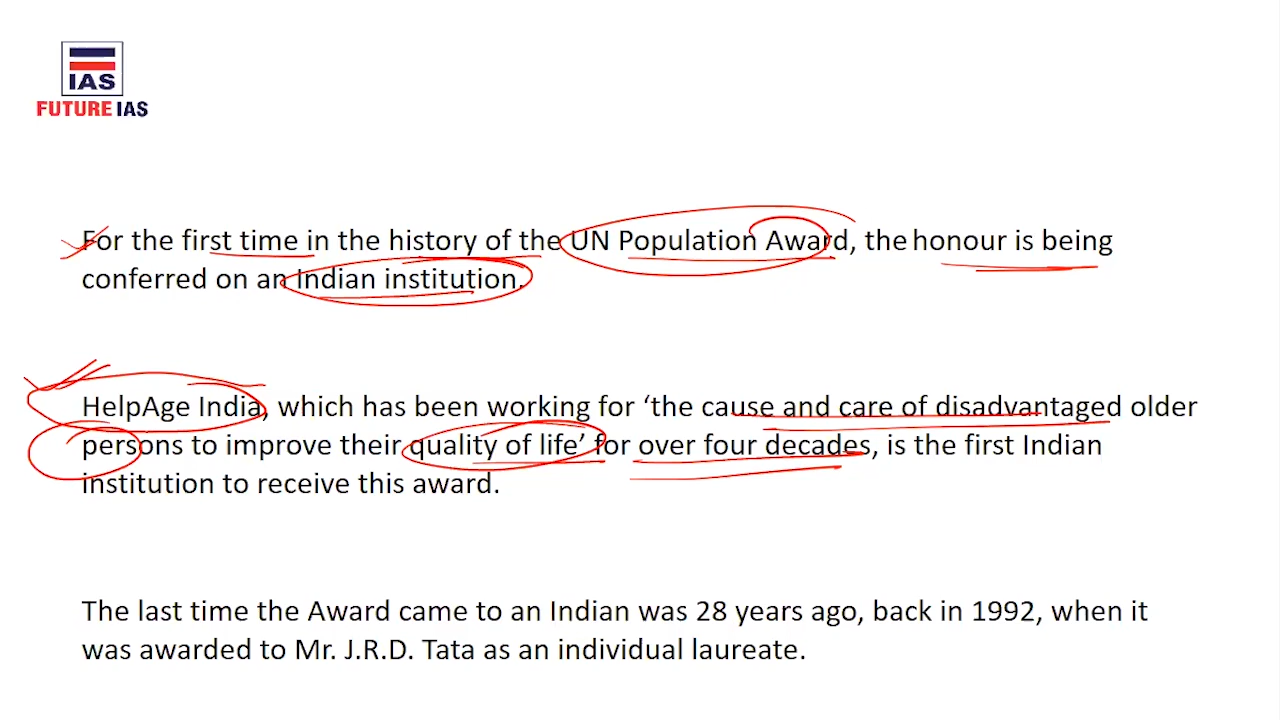 IAS
FUTURE IAS
For the first time in the history of the UN Population Award, the honour is being
conferred on an Indian institution.
HelpAge India, which has been working for ‘the cause and care of disadvantaged older
persons to improve their quality of life’ for over four decades, is the first Indian
institution to receive this award.
The last time the Award came to an Indian was 28 years ago, back in 1992, when it
was awarded to Mr. J.R.D. Tata as an individual laureate.